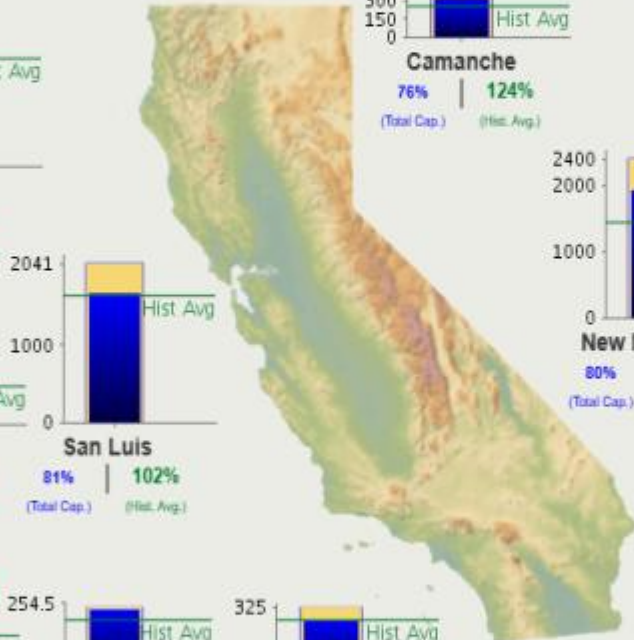 150
0
Hist Avg
Camanche
76%
124%
(Total Cap.)
(Hist. Avg.)
Avg
2400
2000
1000
0
New
80%
(Total Cap.)
2041
Hist Avg
1000
0
San Luis
81%
102%
(Total Cap.)
(Hist. Avg.)
Avg
254.5
Hist Avg
325
Hist Avg